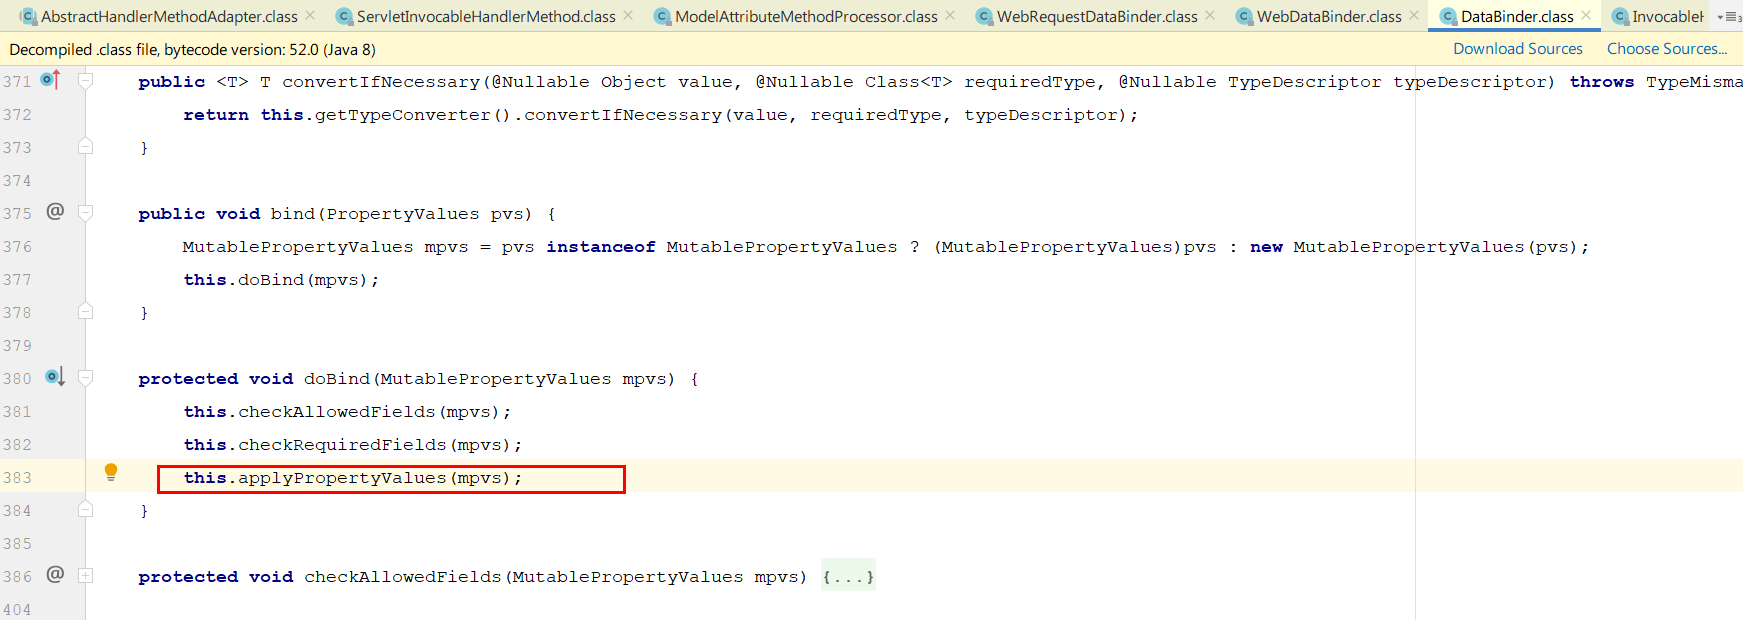 AbstractHandlerMethodAdapter.class ServletInvocableHandlerMethod.class ModelAttributeMethodProcessor.class WebRequestDataBinder.class WebDataBinder.class DataBinder.class InvocableH
Decompiled .class file, bytecode version: 52.0 (Java 8) Download Sources Choose Sources...
371 public <T> T convertIfNecessary(@Nullable Object value, @Nullable Class<T> requiredType, @Nullable TypeDescriptor typeDescriptor) throws TypeMisma
372 return this.getTypeConverter().convertIfNecessary(value, requiredType, typeDescriptor);
373 }
374
375 @ public void bind(PropertyValues pvs) {
376 MutablePropertyValues mpvs = pvs instanceof MutablePropertyValues ? (MutablePropertyValues)pvs : new MutablePropertyValues(pvs);
377 this.doBind(mpvs);
378 }
379
380 protected void doBind(MutablePropertyValues mpvs) {
381 this.checkAllowedFields(mpvs);
382 this.checkRequiredFields(mpvs);
383 this.applyPropertyValues(mpvs);
384 }
385
386 @ protected void checkAllowedFields(MutablePropertyValues mpvs) {...}
404